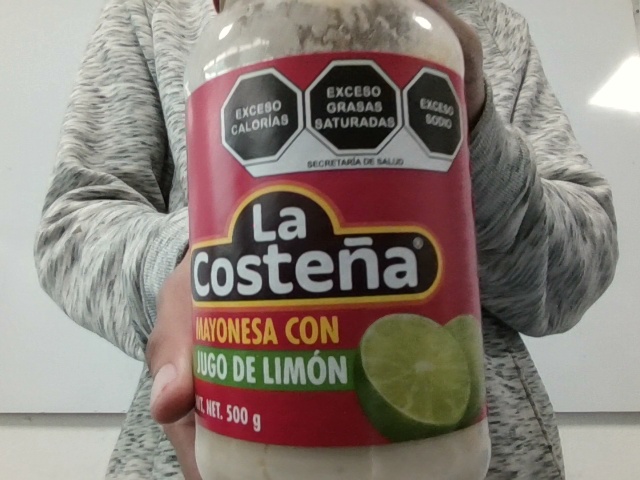 EXCESO
CALORÍAS
EXCESO
GRASAS
SATURADAS
EXCESO
SODIO
SECRETARÍA DE SALUD
La
Costeña®
MAYONESA CON
JUGO DE LIMÓN
NET. 500 g